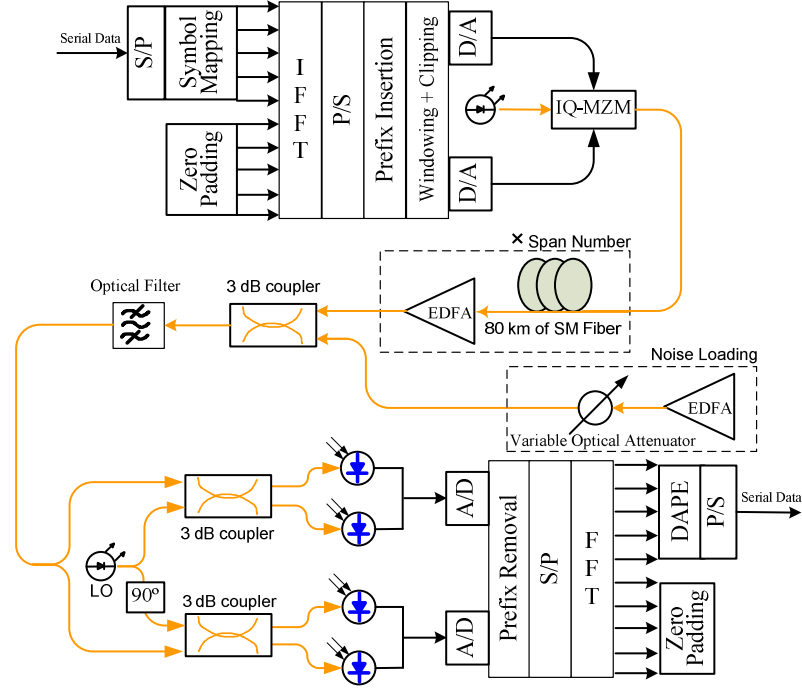 Serial Data
S/P
Symbol
Mapping
Zero
Padding
I
F
F
T
P/S
Prefix Insertion
Windowing + Clipping
D/A
D/A
IQ-MZM
× Span Number
EDFA
80 km of SM Fiber
3 dB coupler
Optical Filter
Noise Loading
EDFA
Variable Optical Attenuator
3 dB coupler
LO
90º
3 dB coupler
A/D
A/D
Prefix Removal
S/P
F
F
T
DAPE
P/S
Serial Data
Zero
Padding